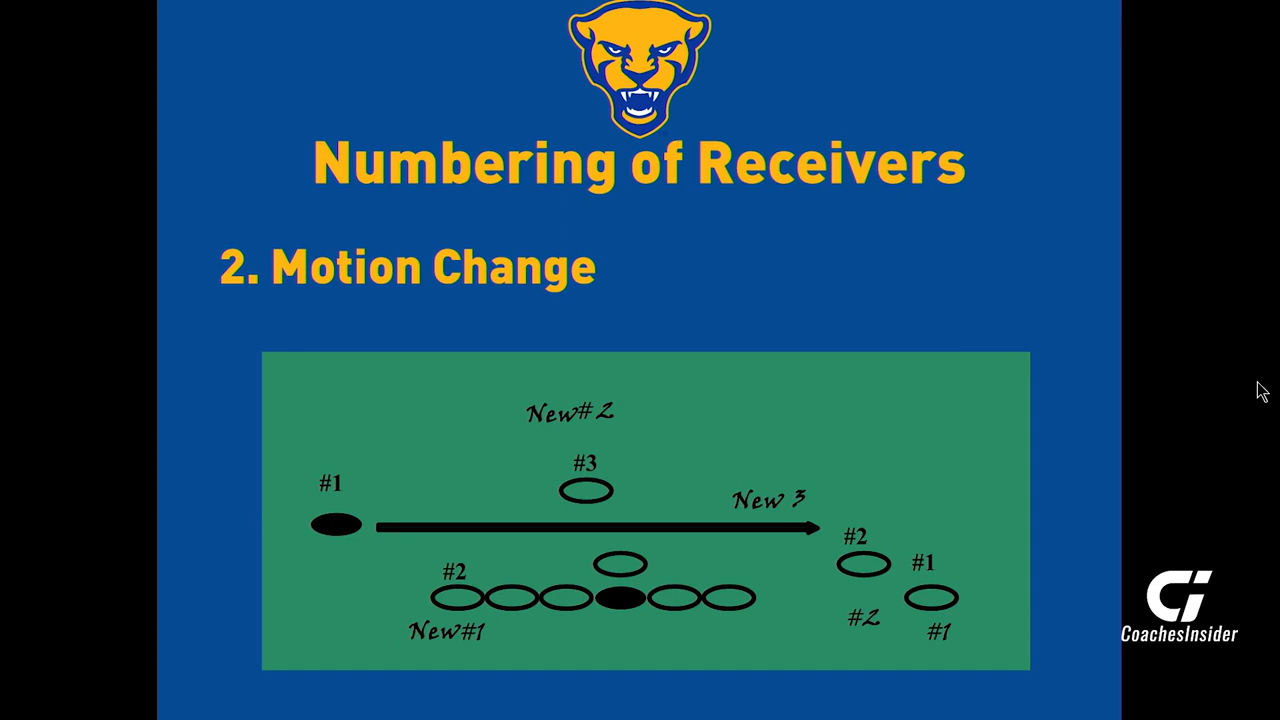 Numbering of Receivers
2. Motion Change
New# 2
#3
#1
New 3
#2
#1
#2
New#1
#2
#1
CoachesInsider